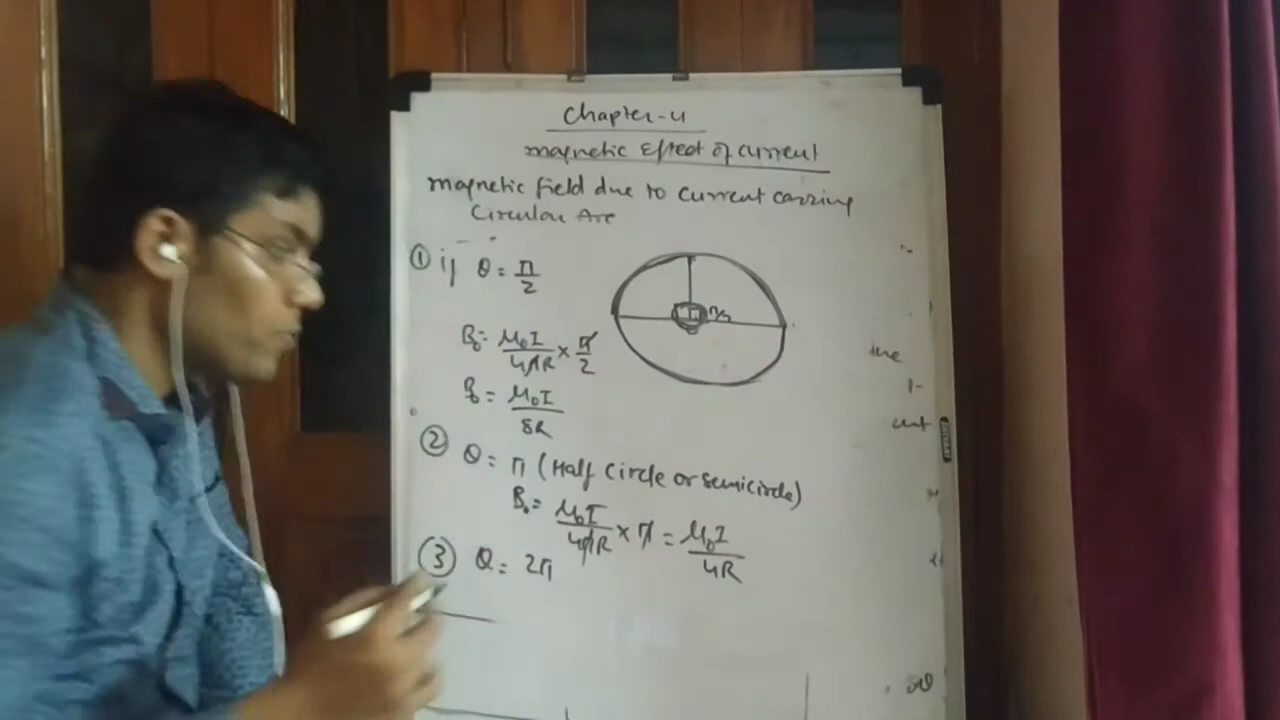 Chapter-4
Magnetic Effect of current
Magnetic field due to current carrying
Circular Arc
① if θ = π/2
B₀ = μ₀I/4πR × π/2
B₀ = μ₀I/8R
② θ = π (Half circle or semicircle)
B₀ = μ₀I/4πR × π = μ₀I/4R
③ θ = 2π